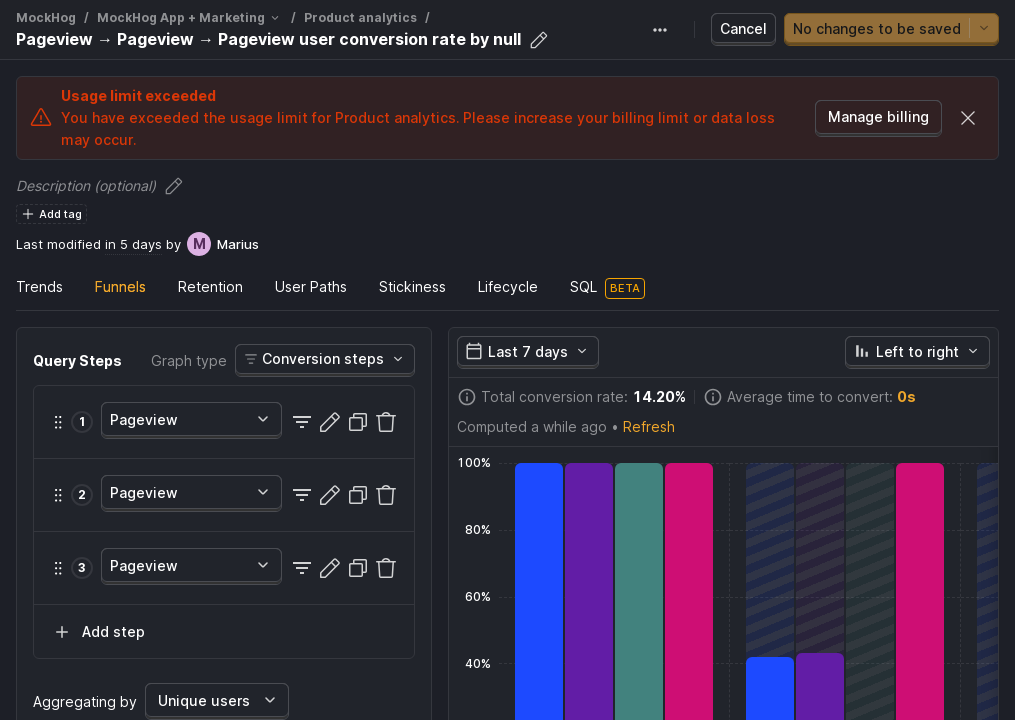 MockHog / MockHog App + Marketing / Product analytics /
Pageview → Pageview → Pageview user conversion rate by null
Cancel
No changes to be saved
Usage limit exceeded
You have exceeded the usage limit for Product analytics. Please increase your billing limit or data loss
may occur.
Manage billing
Description (optional)
Add tag
Last modified in 5 days by M Marius
Trends Funnels Retention User Paths Stickiness Lifecycle SQL BETA
Query Steps Graph type Conversion steps
1 Pageview
2 Pageview
3 Pageview
Add step
Aggregating by Unique users
Last 7 days
Left to right
Total conversion rate: 14.20% Average time to convert: 0s
Computed a while ago • Refresh
100%
80%
60%
40%